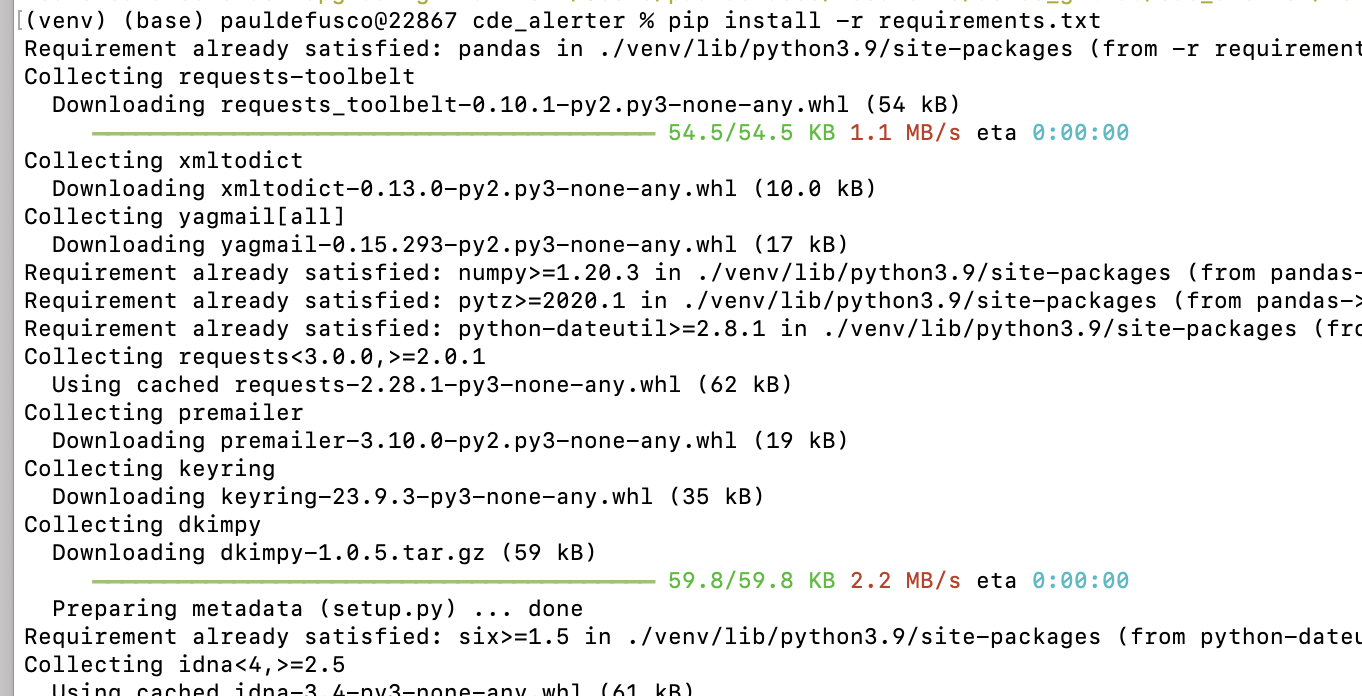 [(venv) (base) pauldefusco@22867 cde_alerter % pip install -r requirements.txt
Requirement already satisfied: pandas in ./venv/lib/python3.9/site-packages (from -r requirement
Collecting requests-toolbelt
  Downloading requests_toolbelt-0.10.1-py2.py3-none-any.whl (54 kB)
54.5/54.5 KB 1.1 MB/s eta 0:00:00
Collecting xmltodict
  Downloading xmltodict-0.13.0-py2.py3-none-any.whl (10.0 kB)
Collecting yagmail[all]
  Downloading yagmail-0.15.293-py2.py3-none-any.whl (17 kB)
Requirement already satisfied: numpy>=1.20.3 in ./venv/lib/python3.9/site-packages (from pandas-
Requirement already satisfied: pytz>=2020.1 in ./venv/lib/python3.9/site-packages (from pandas->
Requirement already satisfied: python-dateutil>=2.8.1 in ./venv/lib/python3.9/site-packages (fro
Collecting requests<3.0.0,>=2.0.1
  Using cached requests-2.28.1-py3-none-any.whl (62 kB)
Collecting premailer
  Downloading premailer-3.10.0-py2.py3-none-any.whl (19 kB)
Collecting keyring
  Downloading keyring-23.9.3-py3-none-any.whl (35 kB)
Collecting dkimpy
  Downloading dkimpy-1.0.5.tar.gz (59 kB)
59.8/59.8 KB 2.2 MB/s eta 0:00:00
  Preparing metadata (setup.py) ... done
Requirement already satisfied: six>=1.5 in ./venv/lib/python3.9/site-packages (from python-dateu
Collecting idna<4,>=2.5
  Using cached idna-3.4-py3-none-any.whl (61 kB)